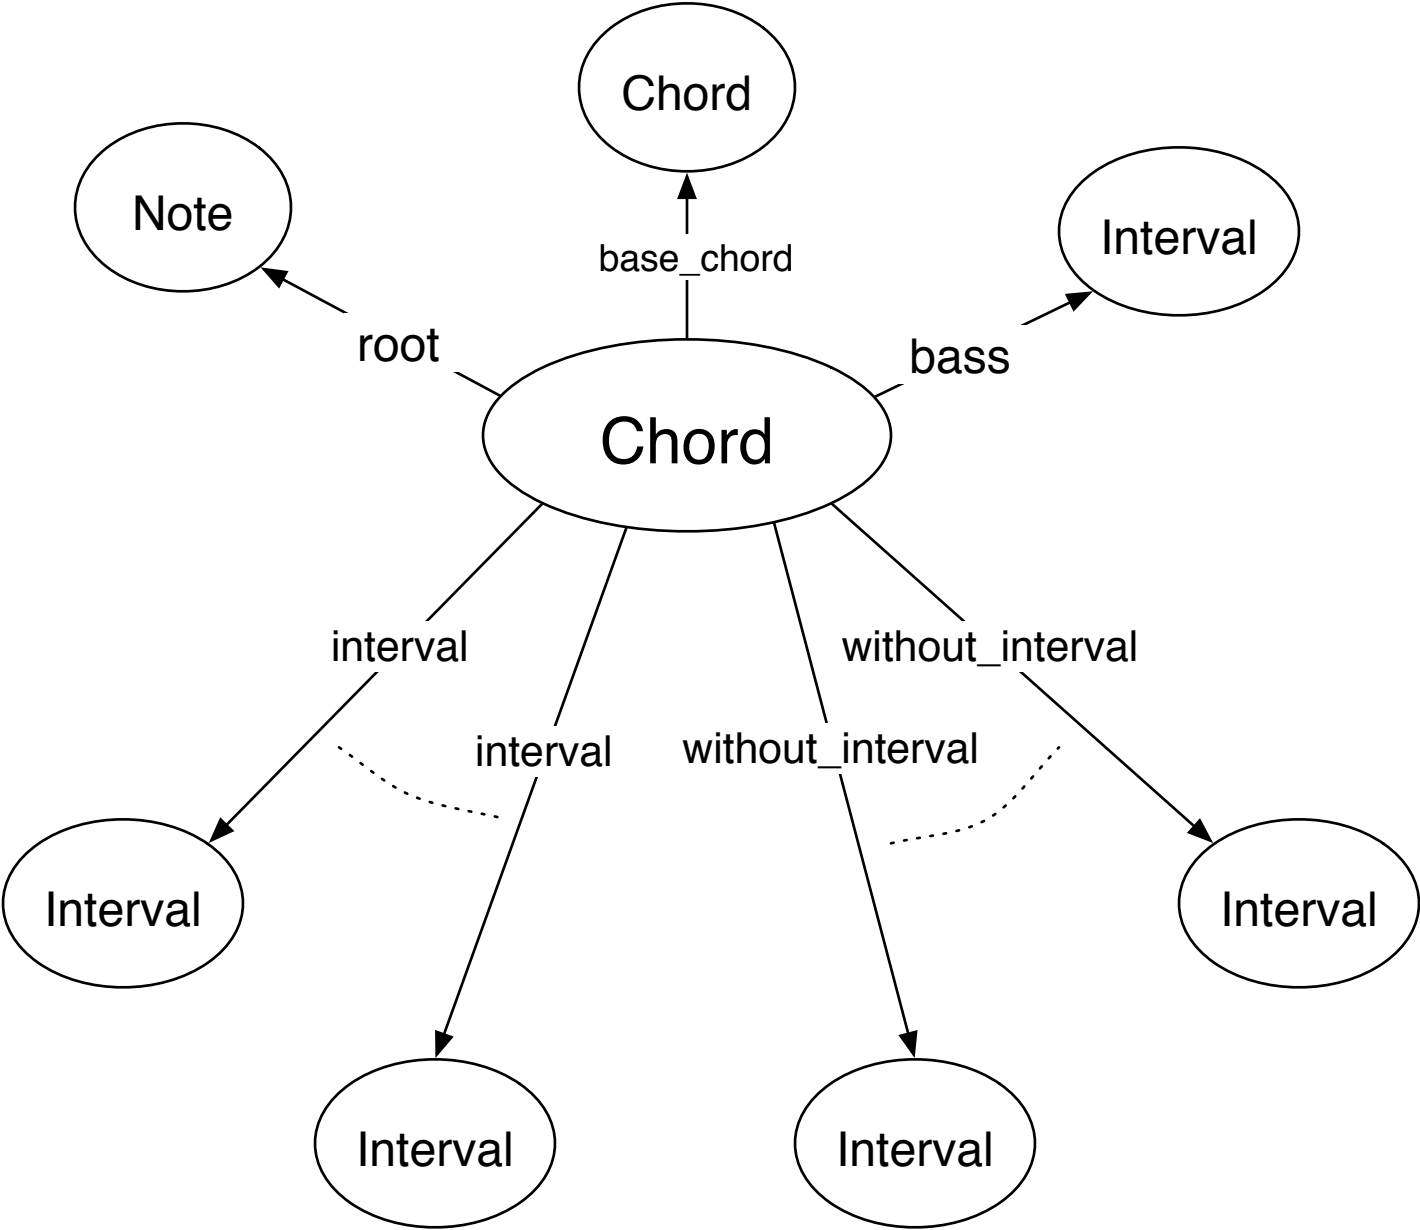 Chord
Note
Interval
base_chord
root
bass
Chord
interval
without_interval
interval
without_interval
Interval
Interval
Interval
Interval